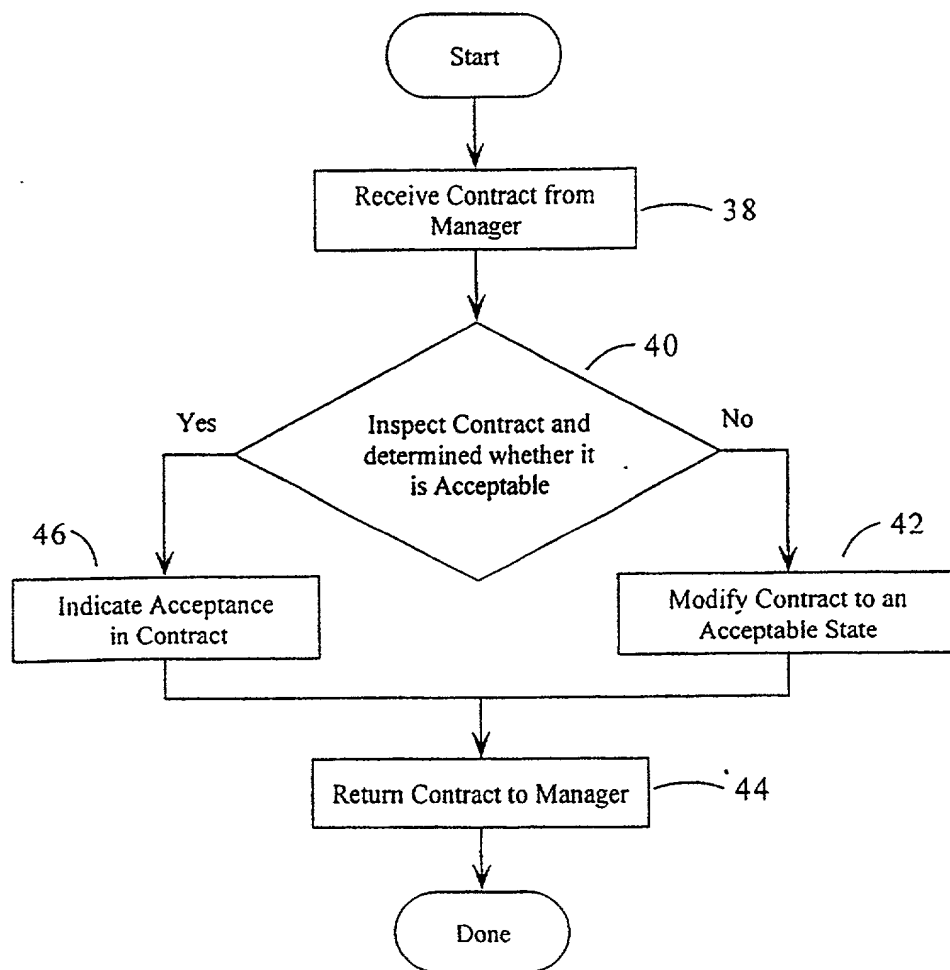 Start
Receive Contract from
Manager
38
40
Yes
No
Inspect Contract and
determined whether it
is Acceptable
46
42
Indicate Acceptance
in Contract
Modify Contract to an
Acceptable State
Return Contract to Manager
44
Done